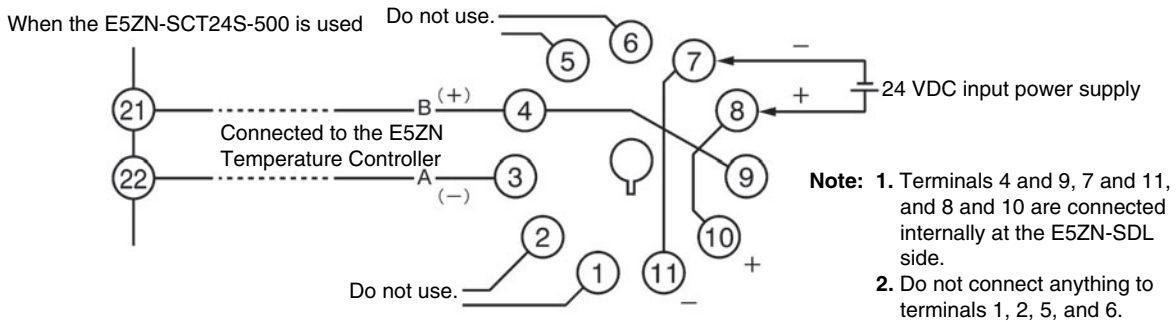 When the E5ZN-SCT24S-500 is used
Do not use.
6
5
7
−
24 VDC input power supply
+
8
21
B (+)
4
Connected to the E5ZN
Temperature Controller
22
A (−)
3
9
Note: 1. Terminals 4 and 9, 7 and 11,
and 8 and 10 are connected
internally at the E5ZN-SDL
side.
2. Do not connect anything to
terminals 1, 2, 5, and 6.
2
10
+
1
11
−
Do not use.